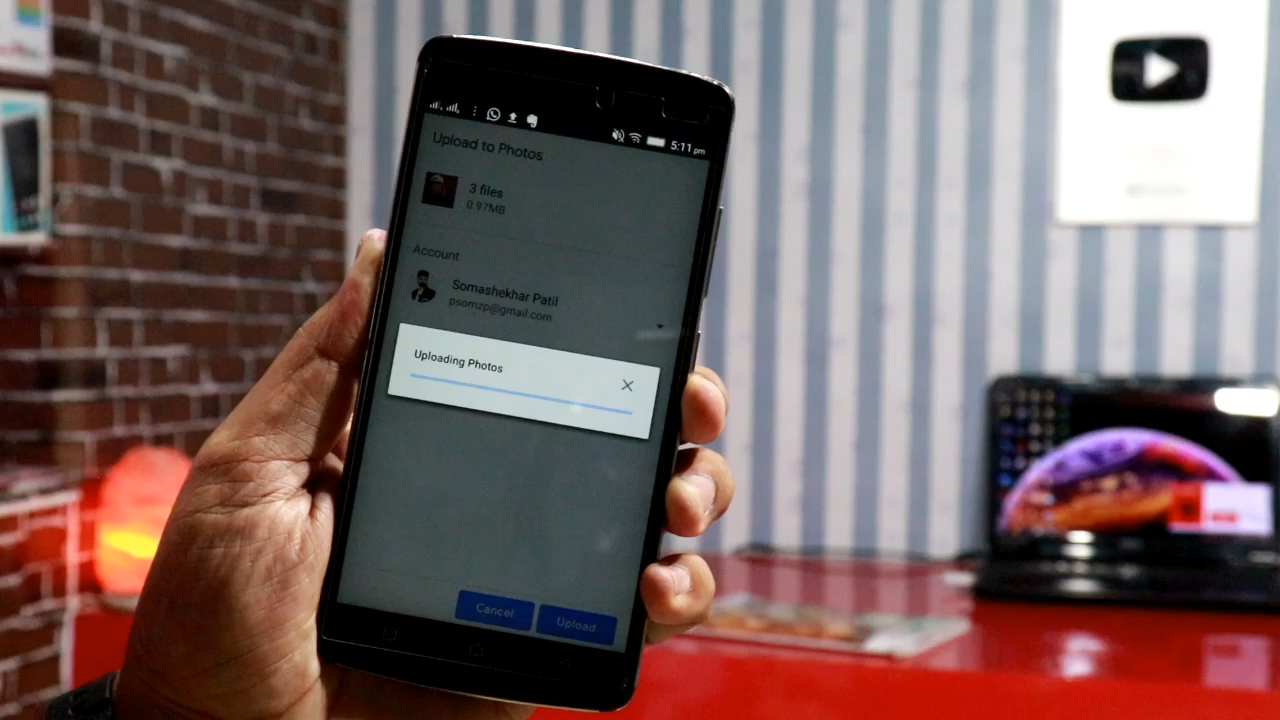 5:11 pm
Upload to Photos
3 files
0.97MB
Account
Somashekhar Patil
psomzp@gmail.com
Uploading Photos
Cancel
Upload